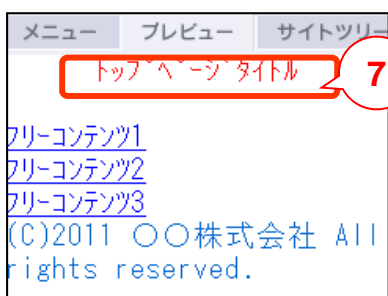 メニュー プレビュー サイトツリー
トップページタイトル
7
フリーコンテンツ1
フリーコンテンツ2
フリーコンテンツ3
(C)2011 〇〇株式会社 All
rights reserved.